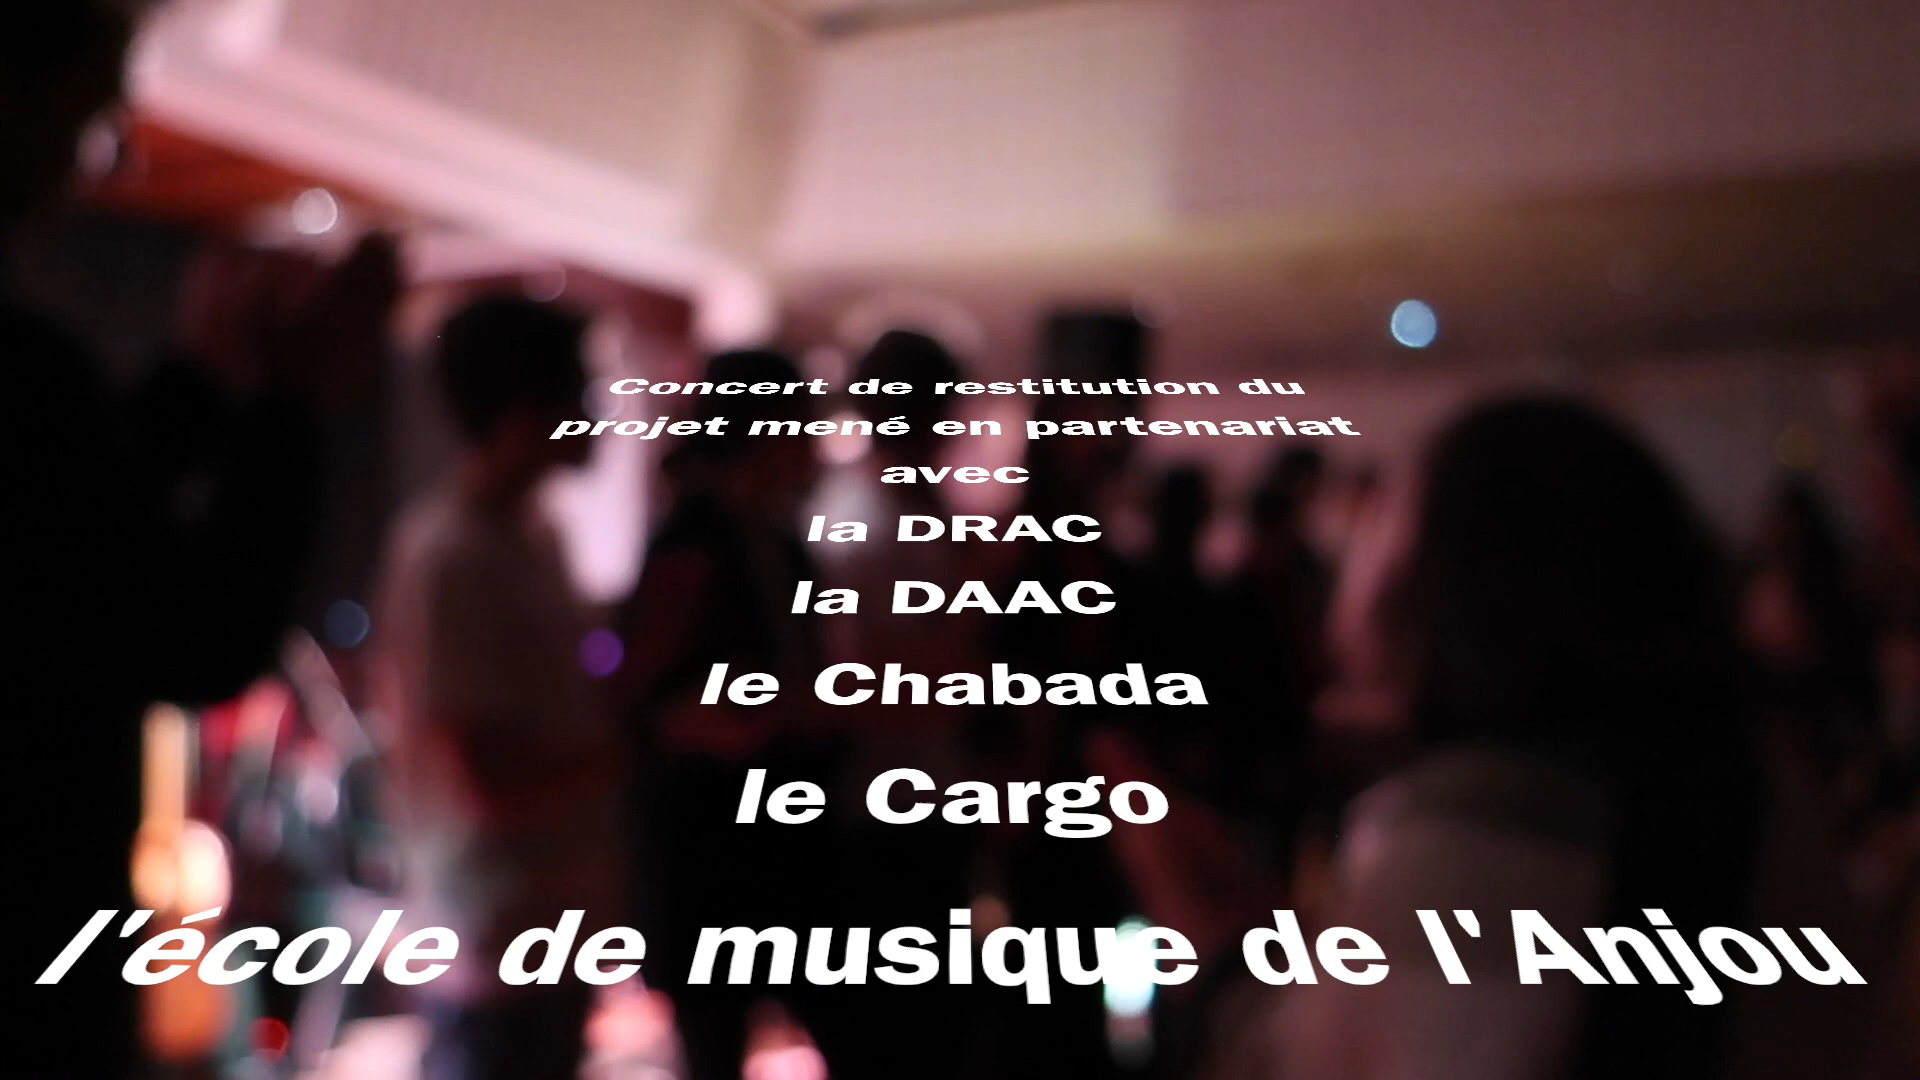 Concert de restitution du
projet mené en partenariat
avec
la DRAC
la DAAC
le Chabada
le Cargo
l'école de musique de l'Anjou